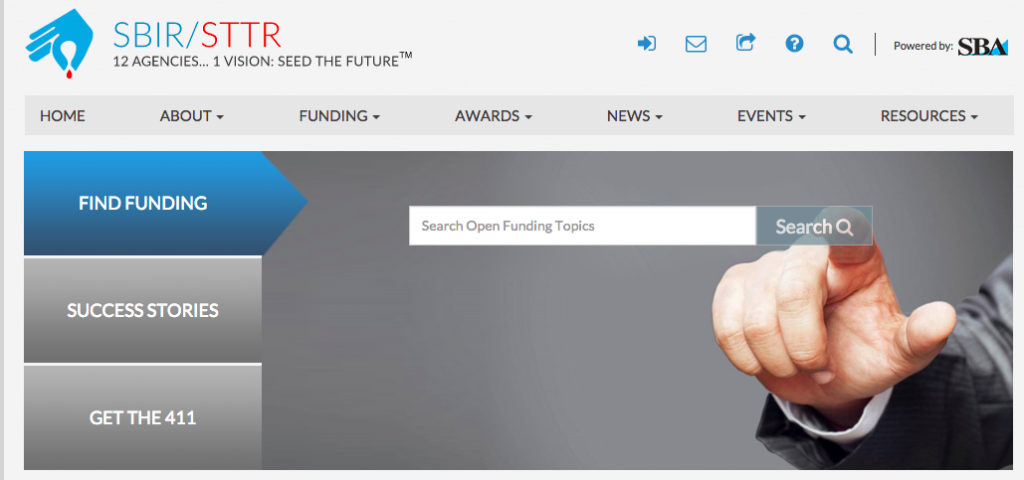 SBIR/STTR
12 AGENCIES... 1 VISION: SEED THE FUTURE™
Powered by: SBA
HOME ABOUT FUNDING AWARDS NEWS EVENTS RESOURCES
FIND FUNDING
Search Open Funding Topics Search
SUCCESS STORIES
GET THE 411